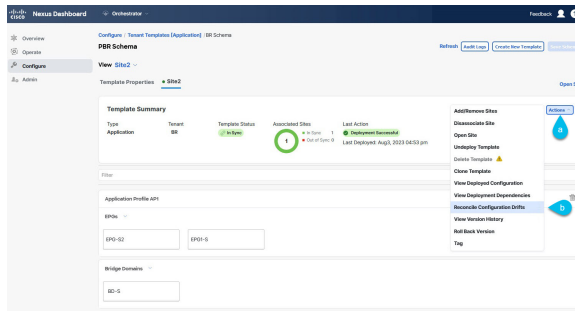 cisco Nexus Dashboard
Orchestrator
Feedback
Overview
Operate
Configure
Admin
Configure / Tenant Templates [Application] / BR Schema
PBR Schema
Refresh Audit Logs Create New Template
View Site2
Template Properties
Site2
Open S
Template Summary
Type
Application
Tenant
BR
Template Status
In Sync
Associated Sites
1
In Sync 1
Out of Sync 0
Last Action
Deployment Successful
Last Deployed: Aug3, 2023 04:53 pm
Actions
a
Add/Remove Sites
Disassociate Site
Open Site
Undeploy Template
Delete Template
Clone Template
View Deployed Configuration
View Deployment Dependencies
Reconcile Configuration Drifts
b
View Version History
Roll Back Version
Tag
Filter
Application Profile AP1
EPGs
EPG-S2
EPG1-S
Bridge Domains
BD-S